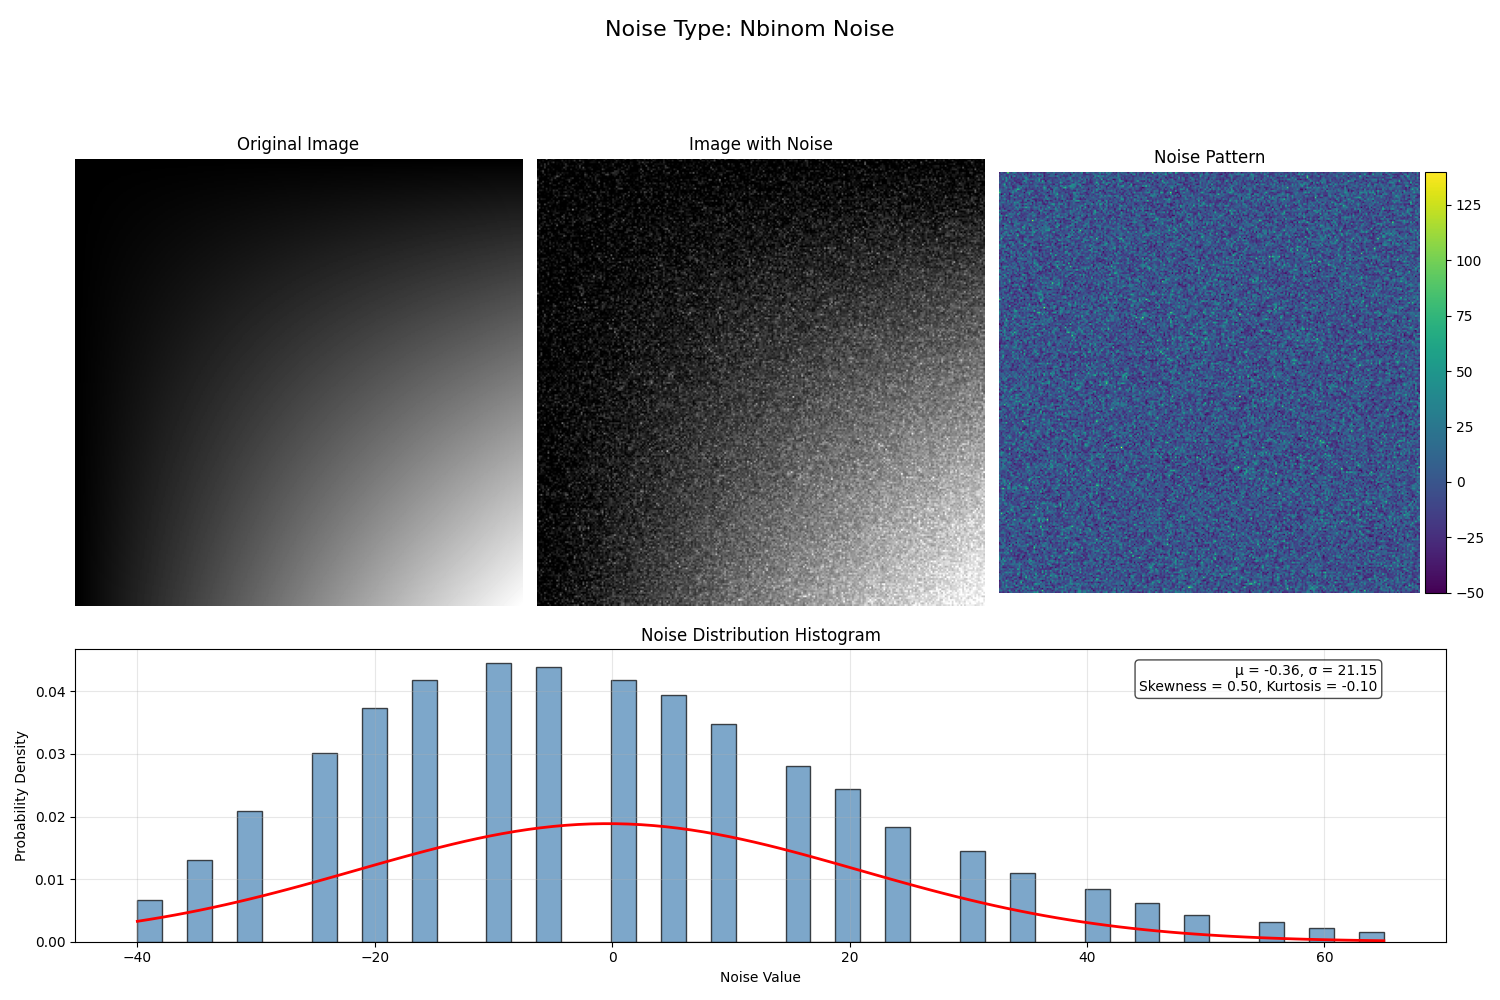 Noise Type: Nbinom Noise
Original Image
Image with Noise
Noise Pattern
125
100
75
50
25
0
−25
−50
Noise Distribution Histogram
μ = -0.36, σ = 21.15
Skewness = 0.50, Kurtosis = -0.10
Probability Density
0.04
0.03
0.02
0.01
0.00
−40
−20
0
20
40
60
Noise Value